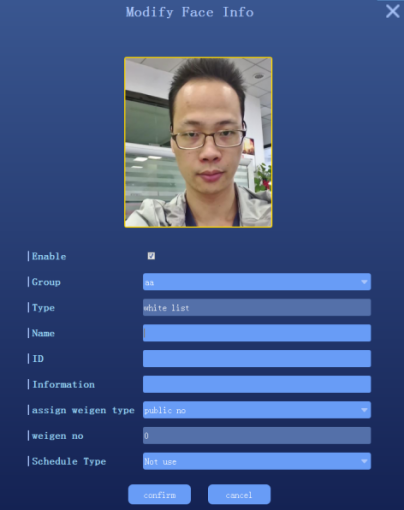 Modify Face Info
Enable
Group aa
Type white list
Name
ID
Information
assign weigen type public no
weigen no 0
Schedule Type Not use
confirm cancel